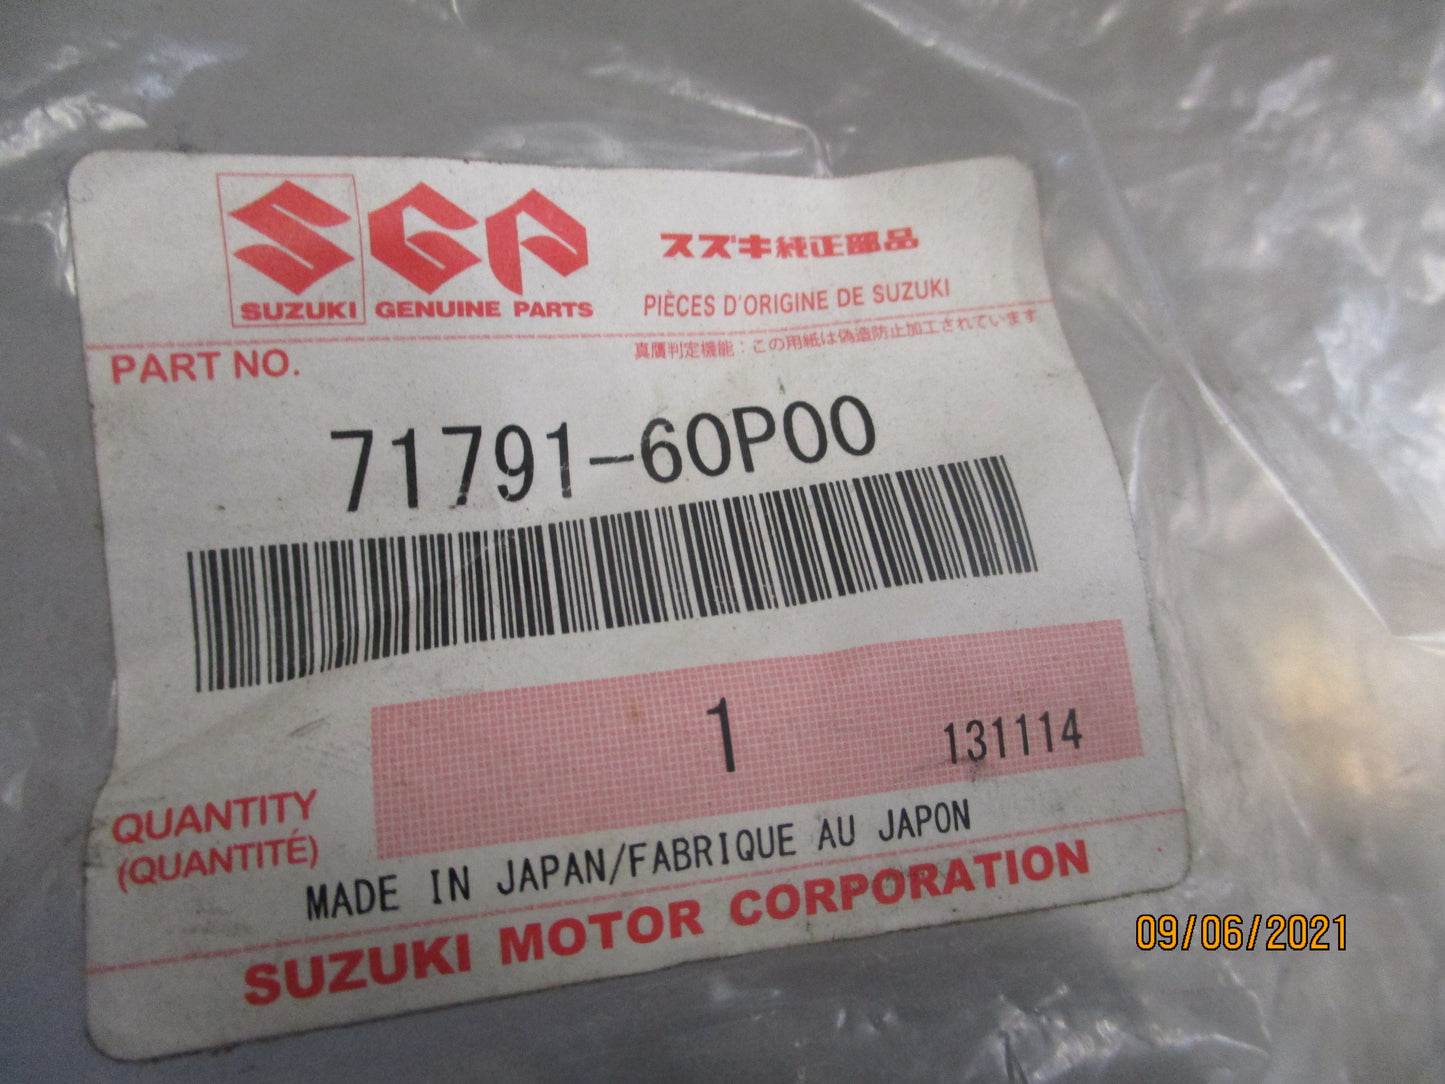 SGP
SUZUKI GENUINE PARTS
スズキ純正部品
PIÈCES D'ORIGINE DE SUZUKI
真贋判定機能：この用紙は偽造防止加工されています
PART NO.
71791-60P00
1
131114
QUANTITY
(QUANTITÉ)
MADE IN JAPAN/FABRIQUE AU JAPON
SUZUKI MOTOR CORPORATION
09/06/2021